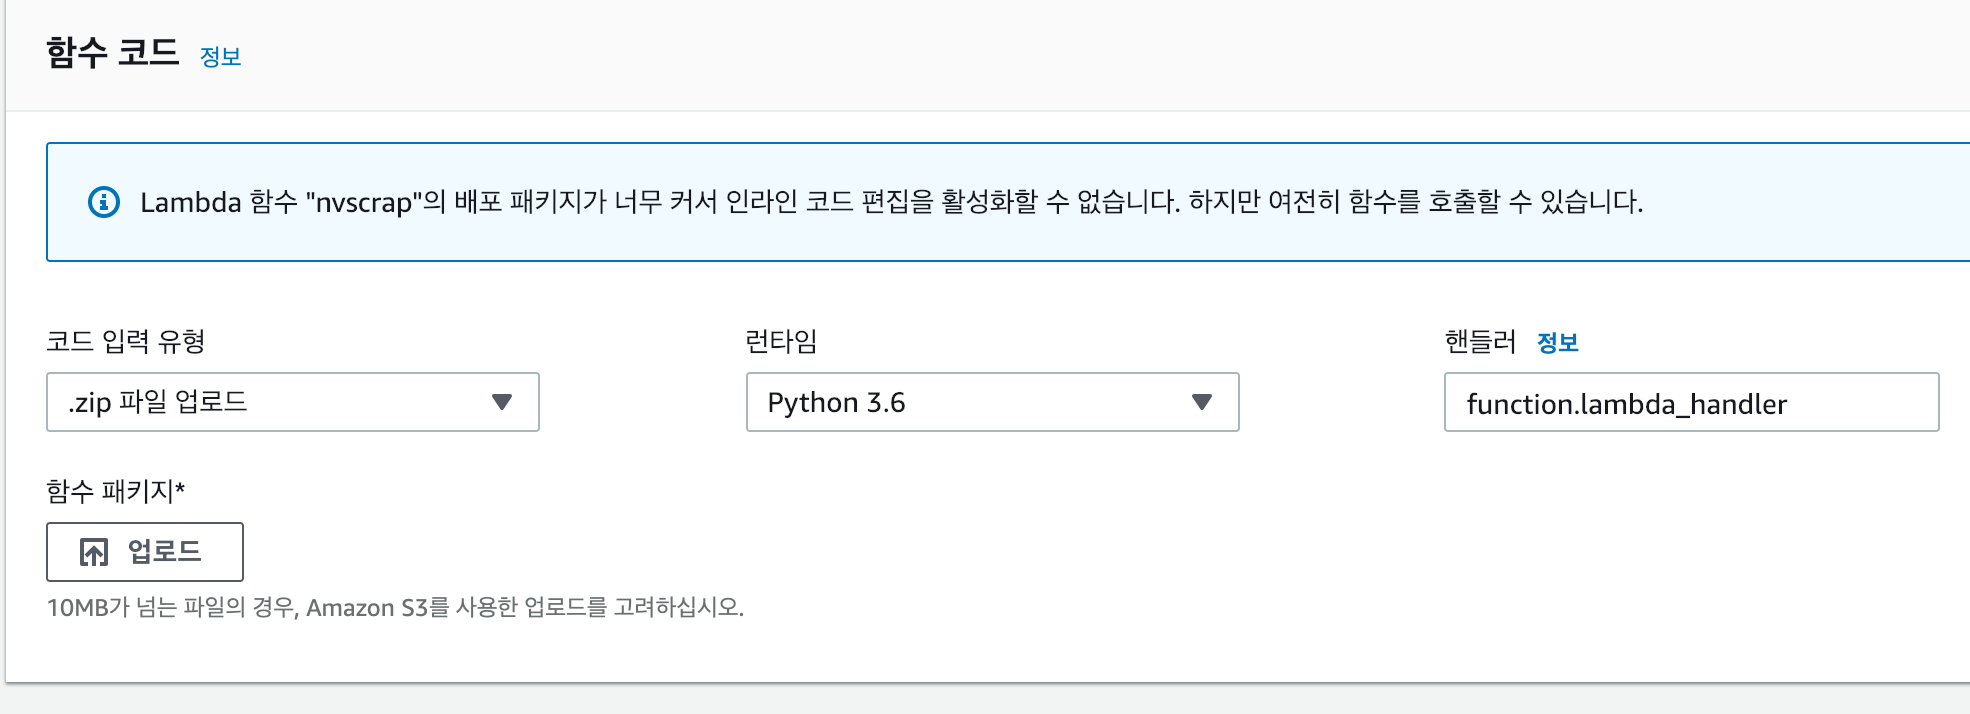 함수 코드 정보
Lambda 함수 "nvscrap"의 배포 패키지가 너무 커서 인라인 코드 편집을 활성화할 수 없습니다. 하지만 여전히 함수를 호출할 수 있습니다.
코드 입력 유형
.zip 파일 업로드
런타임
Python 3.6
핸들러 정보
function.lambda_handler
함수 패키지*
업로드
10MB가 넘는 파일의 경우, Amazon S3를 사용한 업로드를 고려하십시오.